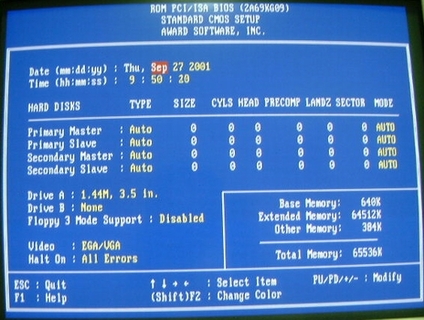 ROM PCI/ISA BIOS (2A69KG09)
STANDARD CMOS SETUP
AWARD SOFTWARE, INC.
Date (mm:dd:yy) : Thu, Sep 27 2001
Time (hh:mm:ss) : 9 : 50 : 20
HARD DISKS TYPE SIZE CYLS HEAD PRECOMP LANDZ SECTOR MODE
Primary Master : Auto 0 0 0 0 0 0 AUTO
Primary Slave : Auto 0 0 0 0 0 0 AUTO
Secondary Master : Auto 0 0 0 0 0 0 AUTO
Secondary Slave : Auto 0 0 0 0 0 0 AUTO
Drive A : 1.44M, 3.5 in.
Drive B : None
Floppy 3 Mode Support : Disabled
Video : EGA/VGA
Halt On : All Errors
Base Memory: 640K
Extended Memory: 64512K
Other Memory: 384K
Total Memory: 65536K
ESC : Quit ↑ ↓ → ← : Select Item PU/PD/+/- : Modify
F1 : Help (Shift)F2 : Change Color